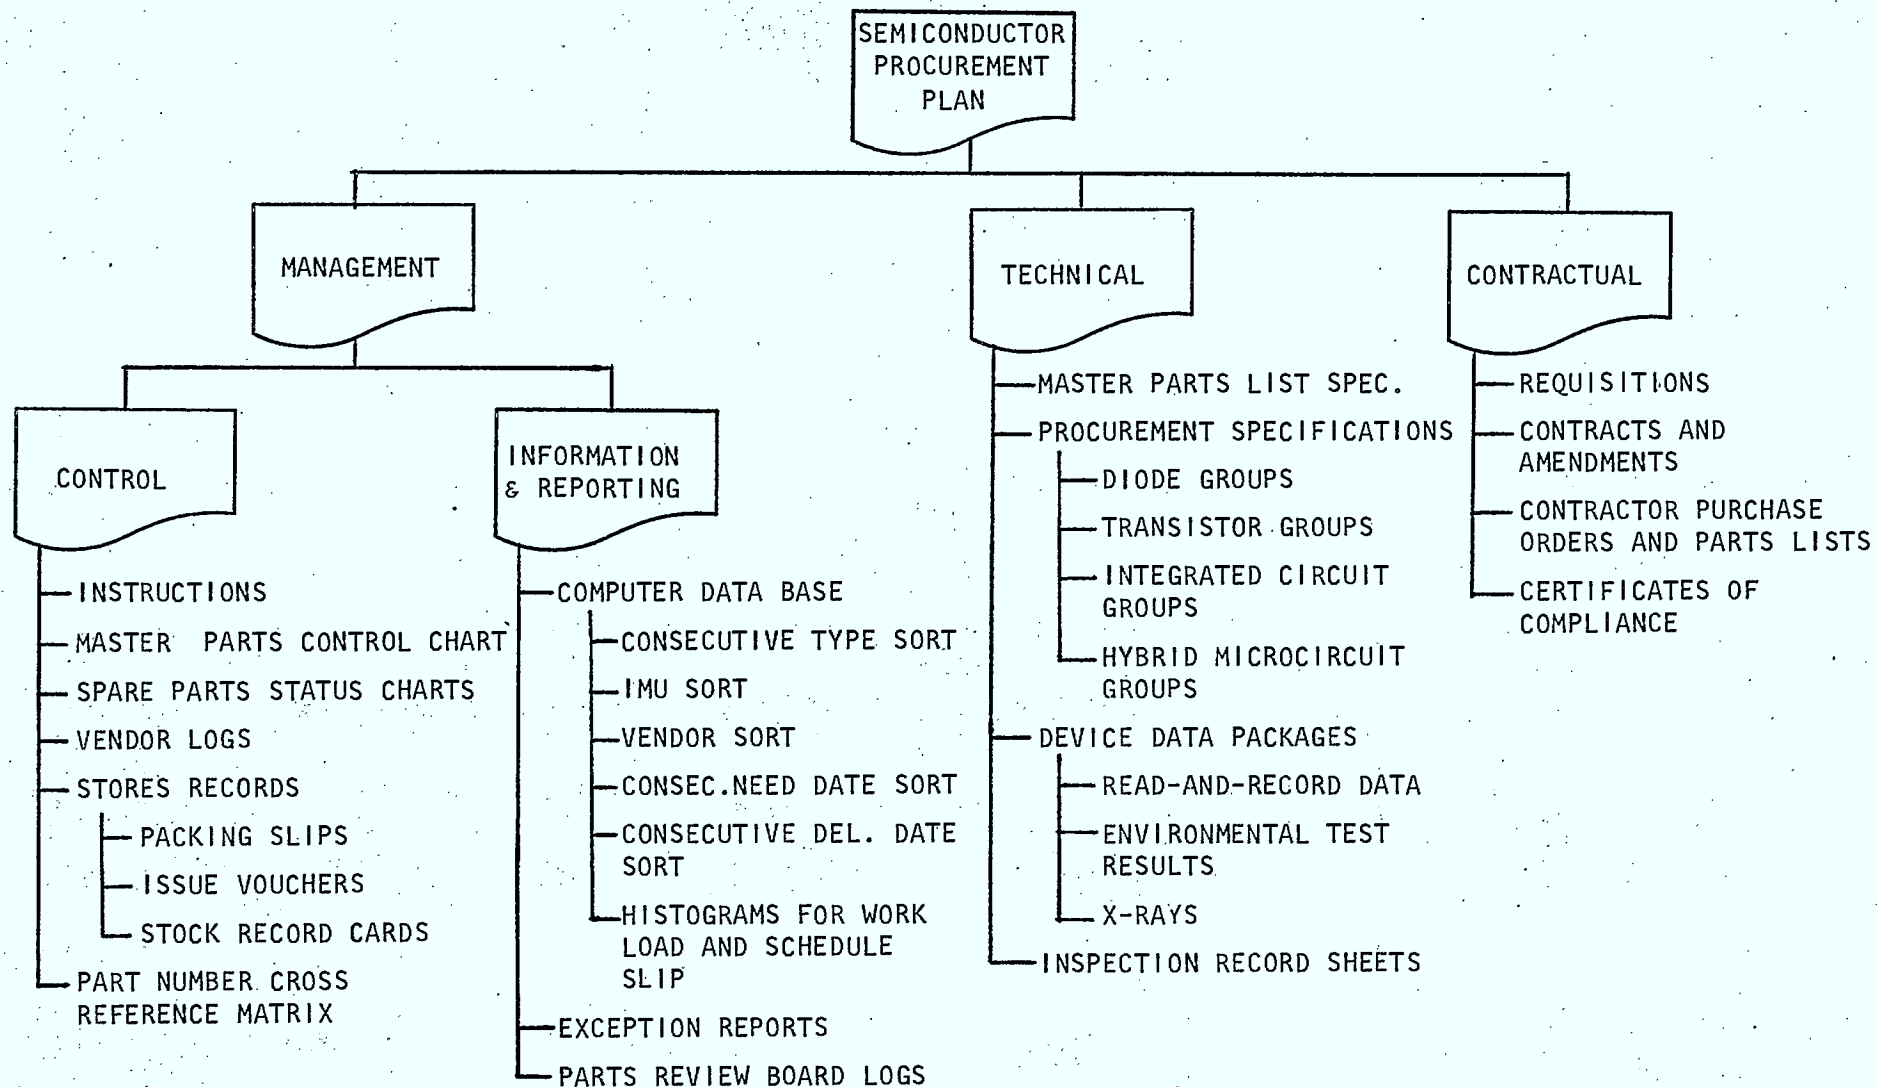 SEMICONDUCTOR
PROCUREMENT
PLAN
MANAGEMENT
TECHNICAL
CONTRACTUAL
CONTROL
INFORMATION
& REPORTING
INSTRUCTIONS
MASTER PARTS CONTROL CHART
SPARE PARTS STATUS CHARTS
VENDOR LOGS
STORES RECORDS
PACKING SLIPS
ISSUE VOUCHERS
STOCK RECORD CARDS
PART NUMBER CROSS
REFERENCE MATRIX
COMPUTER DATA BASE
CONSECUTIVE TYPE SORT
IMU SORT
VENDOR SORT
CONSEC.NEED DATE SORT
CONSECUTIVE DEL. DATE
SORT
HISTOGRAMS FOR WORK
LOAD AND SCHEDULE
SLIP
EXCEPTION REPORTS
PARTS REVIEW BOARD LOGS
MASTER PARTS LIST SPEC.
PROCUREMENT SPECIFICATIONS
DIODE GROUPS
TRANSISTOR GROUPS
INTEGRATED CIRCUIT
GROUPS
HYBRID MICROCIRCUIT
GROUPS
DEVICE DATA PACKAGES
READ-AND-RECORD DATA
ENVIRONMENTAL TEST
RESULTS
X-RAYS
INSPECTION RECORD SHEETS
REQUISITIONS
CONTRACTS AND
AMENDMENTS
CONTRACTOR PURCHASE
ORDERS AND PARTS LISTS
CERTIFICATES OF
COMPLIANCE